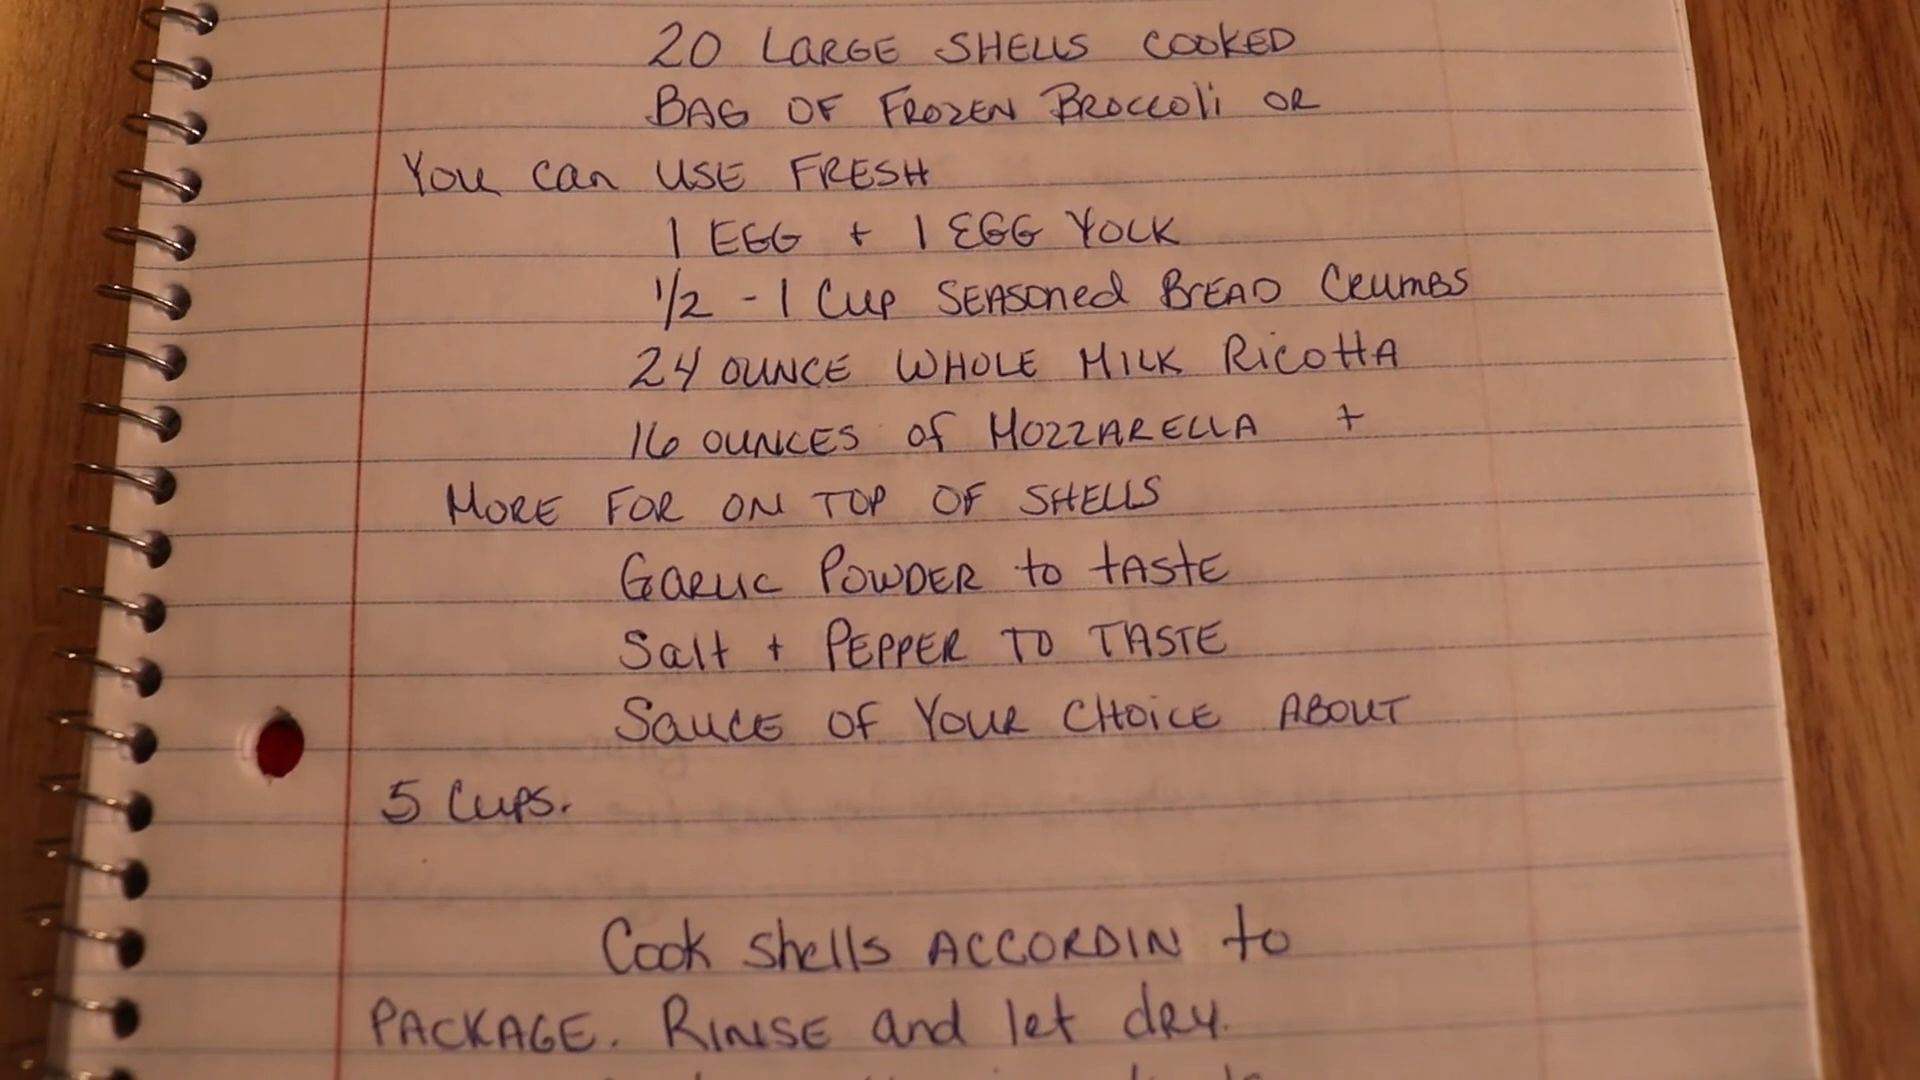 20 LARGE SHELLS COOKED
BAG OF FROZEN BROCCOLi OR
You can USE FRESH
1 EGG + 1 EGG YOLK
1/2 - 1 Cup SEASONED BREAD CRUMBS
24 OUNCE WHOLE MILK RICOttA
16 OUNCES of MOZZARELLA +
MORE FOR ON TOP OF SHELLS
GARLIC POWDER to tASTE
Salt + PEPPER TO TASTE
SAUCE OF YOUR CHOICE ABOUT
5 Cups.
Cook shells ACCORDIN to
PACKAGE. RINSE and let dry.